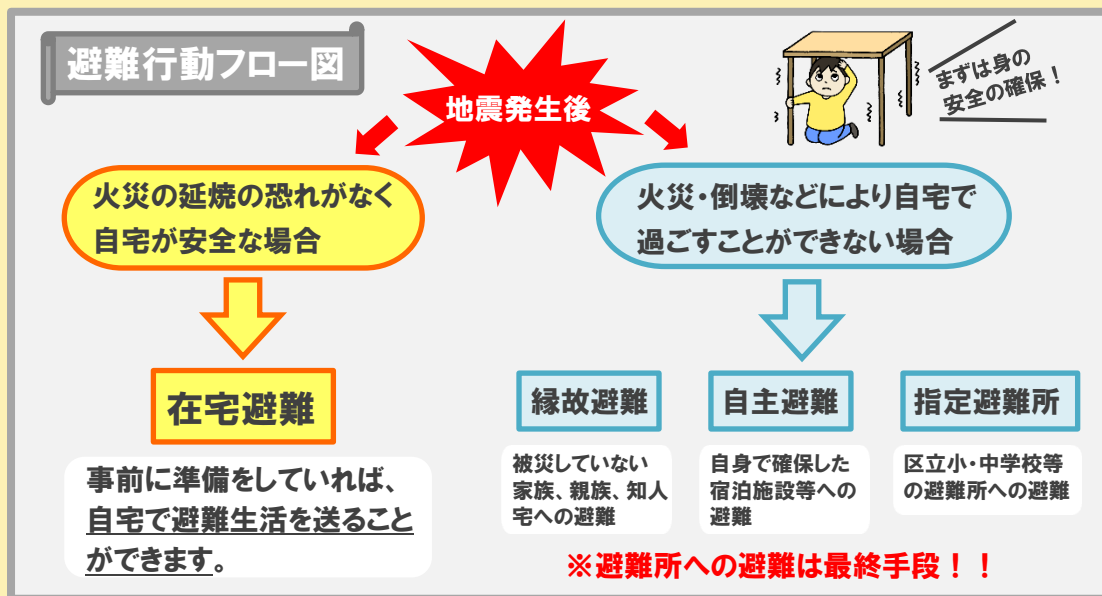 避難行動フロー図
地震発生後
まずは身の
安全の確保！
火災の延焼の恐れがなく
自宅が安全な場合
火災・倒壊などにより自宅で
過ごすことができない場合
在宅避難
事前に準備をしていれば、
自宅で避難生活を送ること
ができます。
縁故避難
被災していない
家族、親族、知人
宅への避難
自主避難
自身で確保した
宿泊施設等への
避難
指定避難所
区立小・中学校等
の避難所への避難
※避難所への避難は最終手段！！